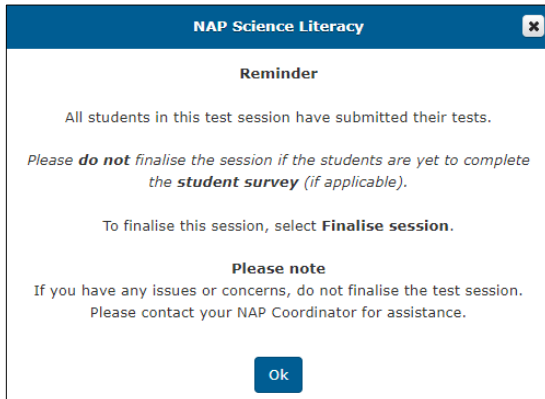 NAP Science Literacy
Reminder
All students in this test session have submitted their tests.
Please do not finalise the session if the students are yet to complete
the student survey (if applicable).
To finalise this session, select Finalise session.
Please note
If you have any issues or concerns, do not finalise the test session.
Please contact your NAP Coordinator for assistance.
Ok